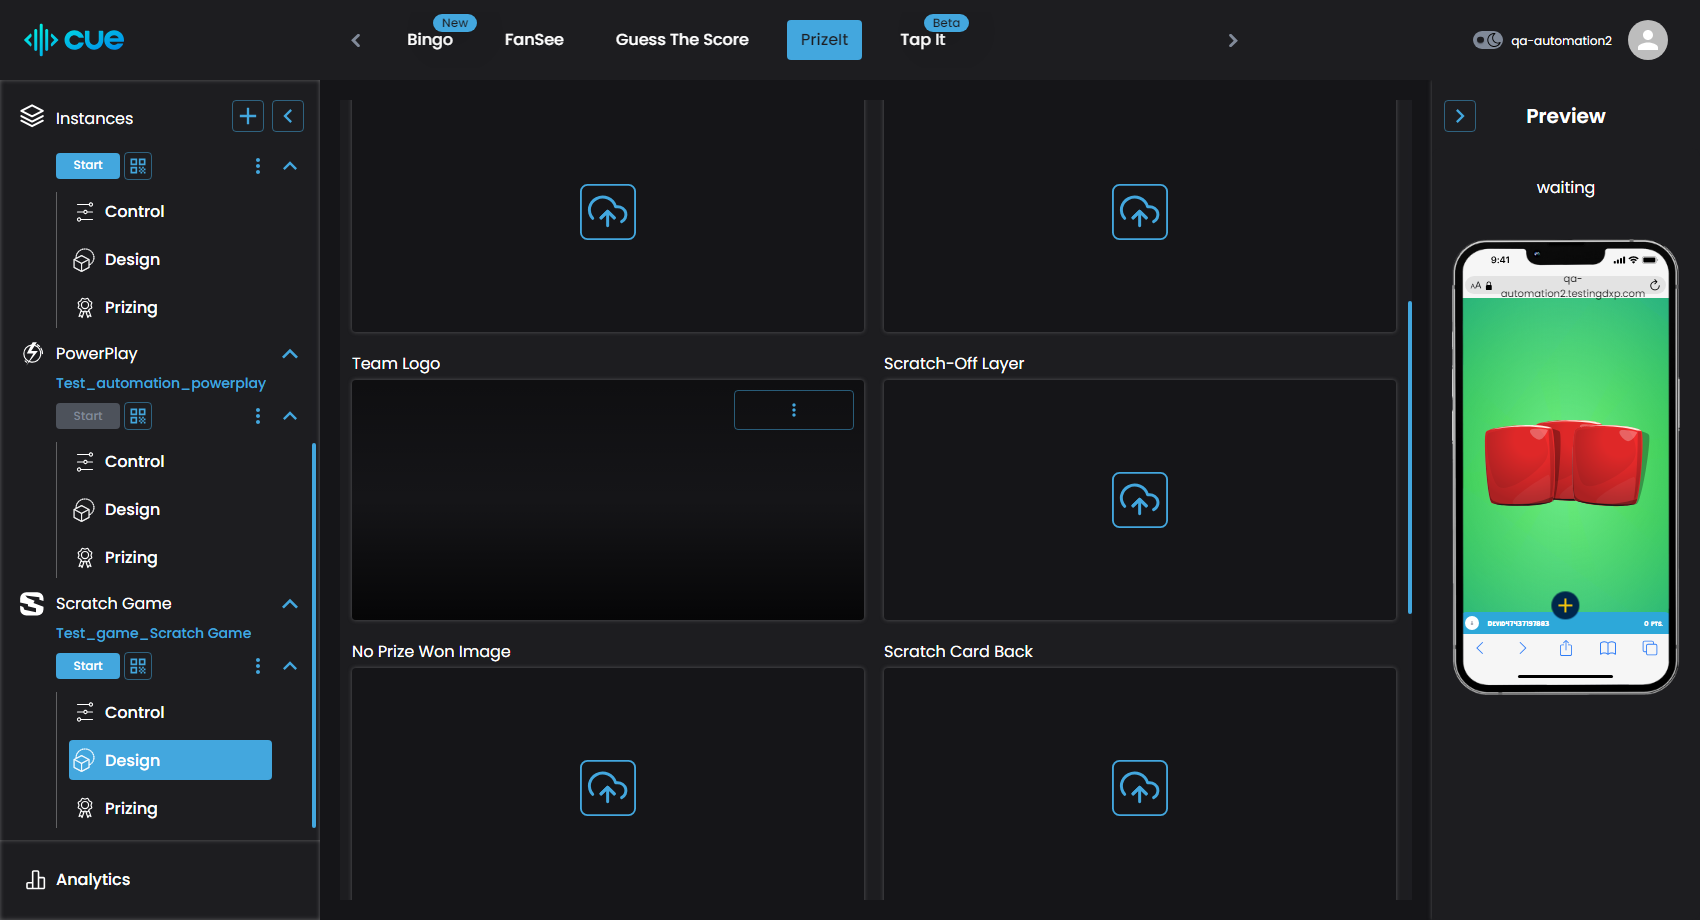 cue
Bingo
New
FanSee
Guess The Score
PrizeIt
Tap It
Beta
qa-automation2
Instances
Start
Control
Design
Prizing
PowerPlay
Test_automation_powerplay
Start
Control
Design
Prizing
Scratch Game
Test_game_Scratch Game
Start
Control
Design
Prizing
Analytics
Team Logo
Scratch-Off Layer
No Prize Won Image
Scratch Card Back
Preview
waiting
9:41
AA
qa-
automation2.testingdxp.com
DEVID47437197883
0 PTS.